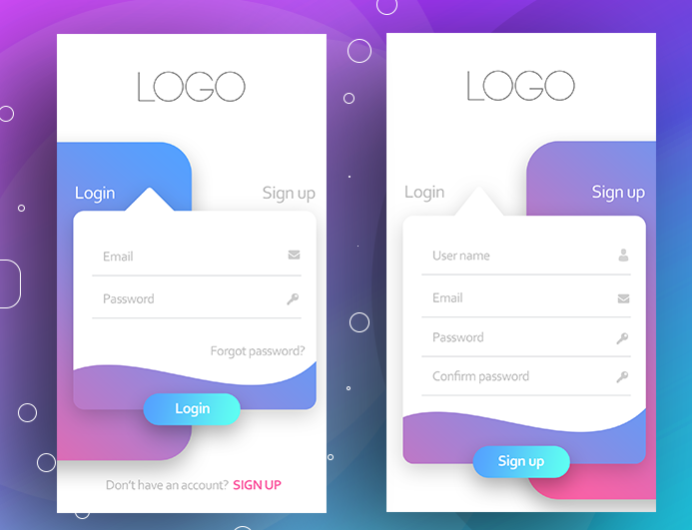 LOGO
Login
Sign up
Email
Password
Forgot password?
Login
Don't have an account? SIGN UP
LOGO
Login
Sign up
User name
Email
Password
Confirm password
Sign up